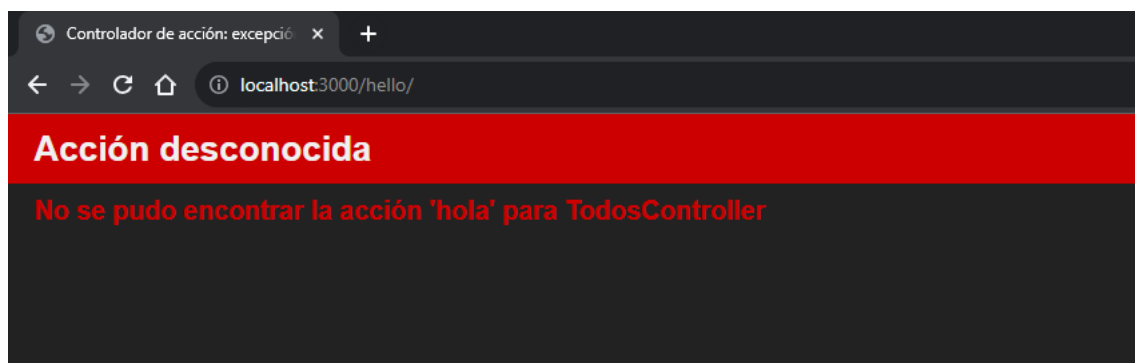 Controlador de acción: excepció
localhost:3000/hello/
Acción desconocida
No se pudo encontrar la acción 'hola' para TodosController